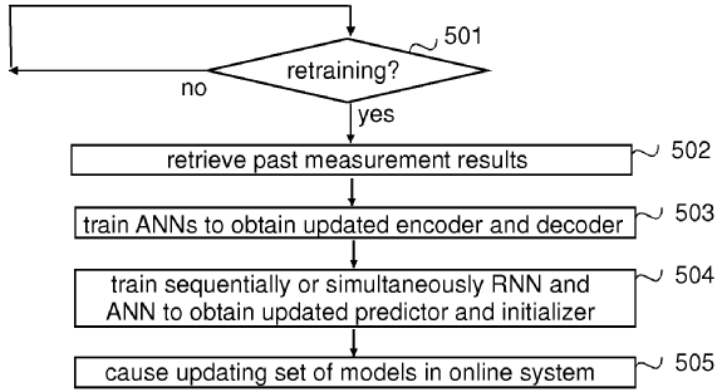 501
retraining?
no
yes
retrieve past measurement results
502
train ANNs to obtain updated encoder and decoder
503
train sequentially or simultaneously RNN and
ANN to obtain updated predictor and initializer
504
cause updating set of models in online system
505